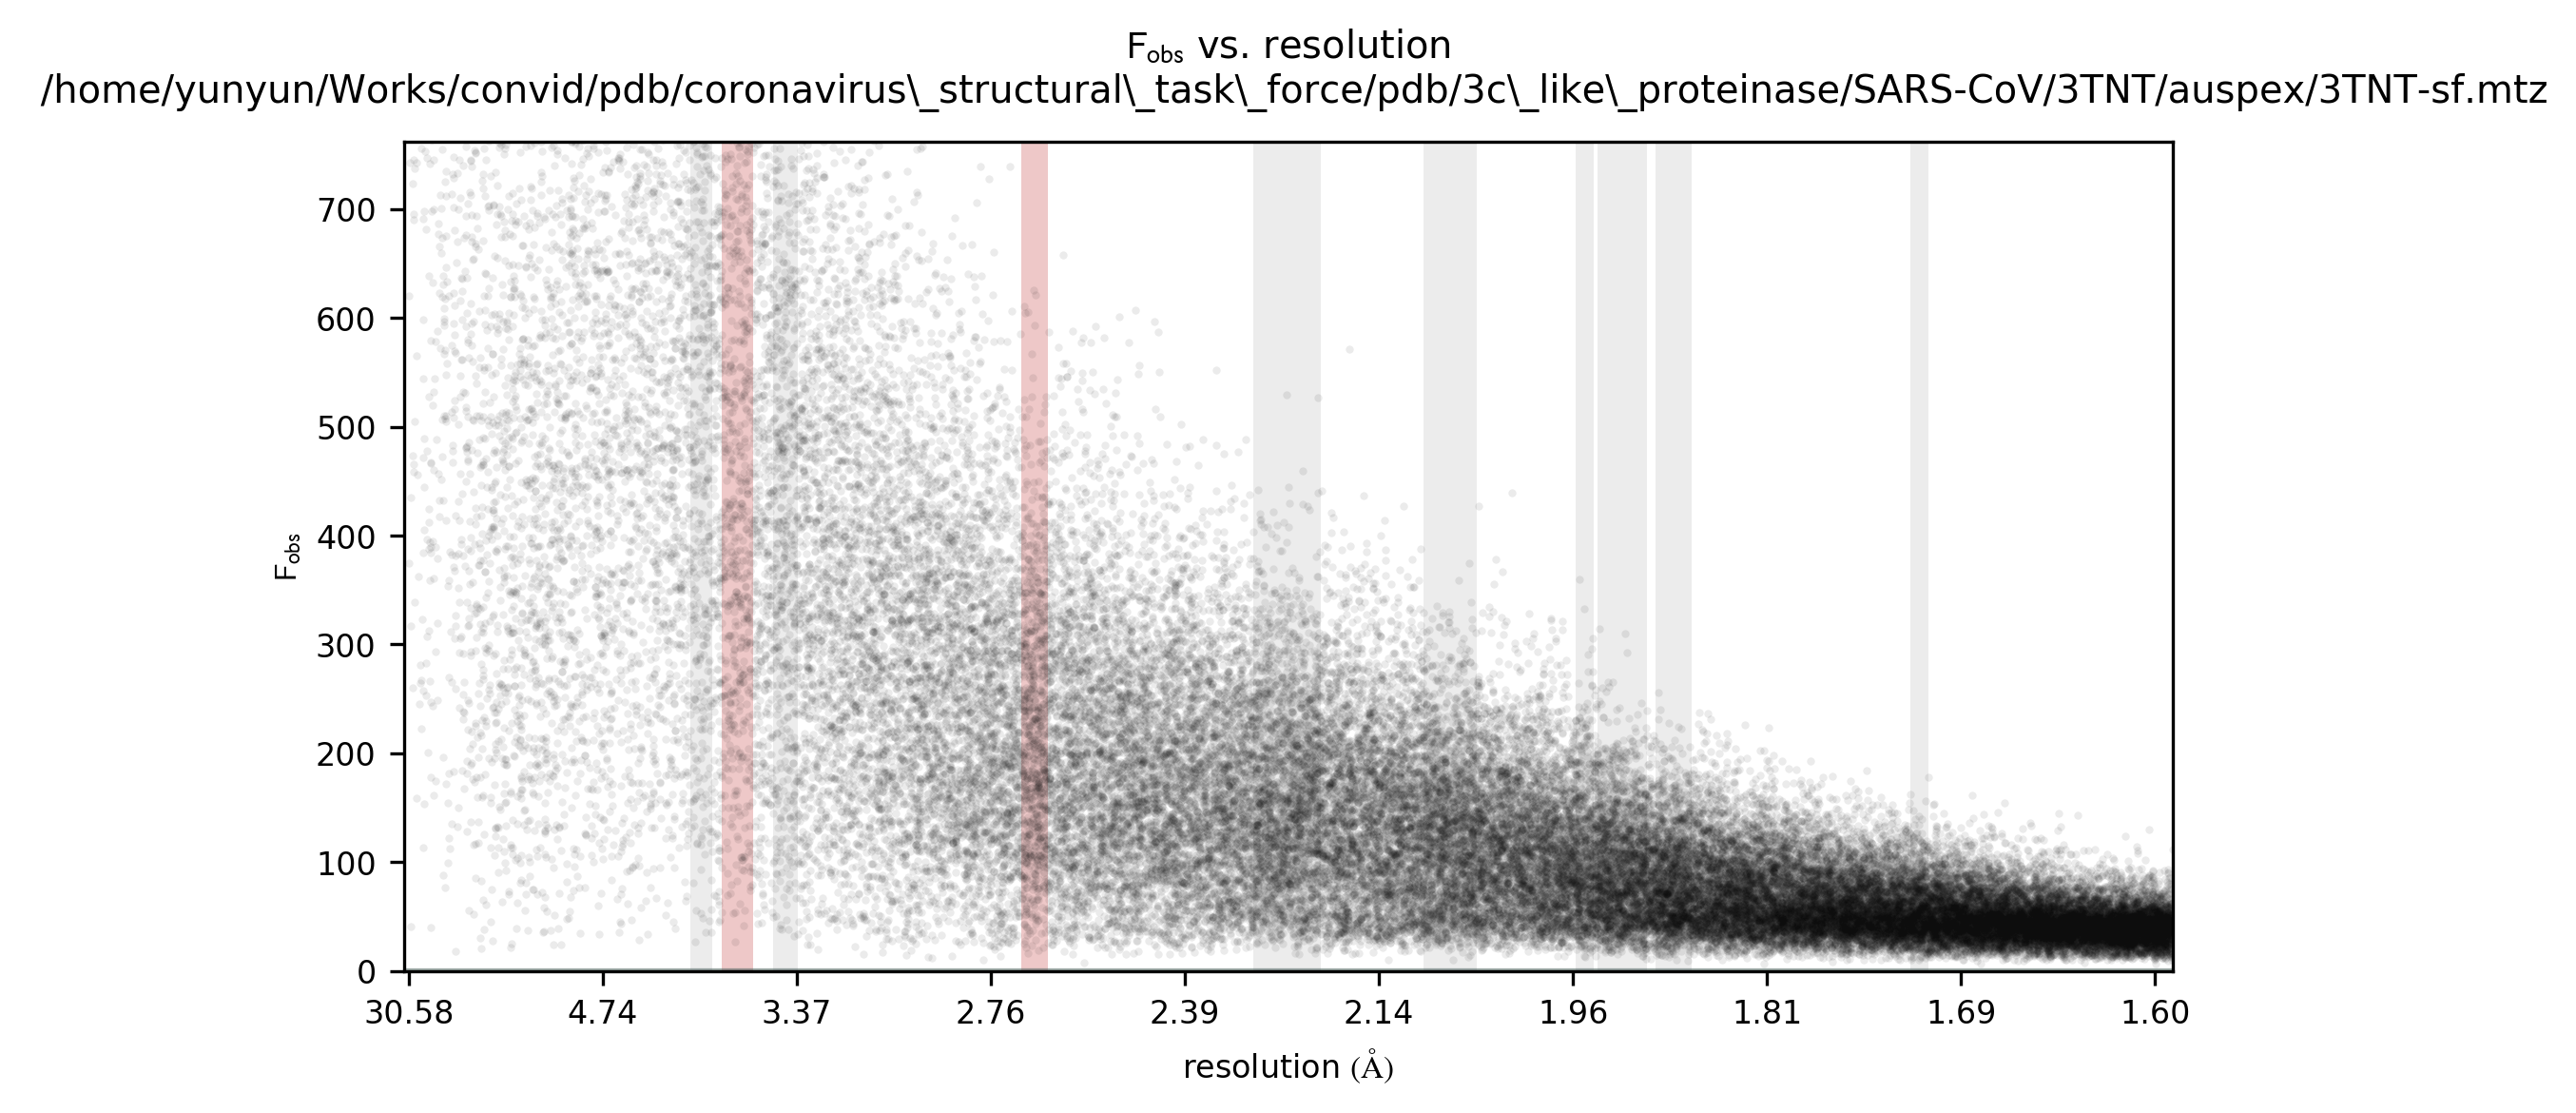 Fobs vs. resolution
/home/yunyun/Works/convid/pdb/coronavirus\_structural\_task\_force/pdb/3c\_like\_proteinase/SARS-CoV/3TNT/auspex/3TNT-sf.mtz
700
600
500
400
300
200
100
0
Fobs
30.58 4.74 3.37 2.76 2.39 2.14 1.96 1.81 1.69 1.60
resolution (Å)